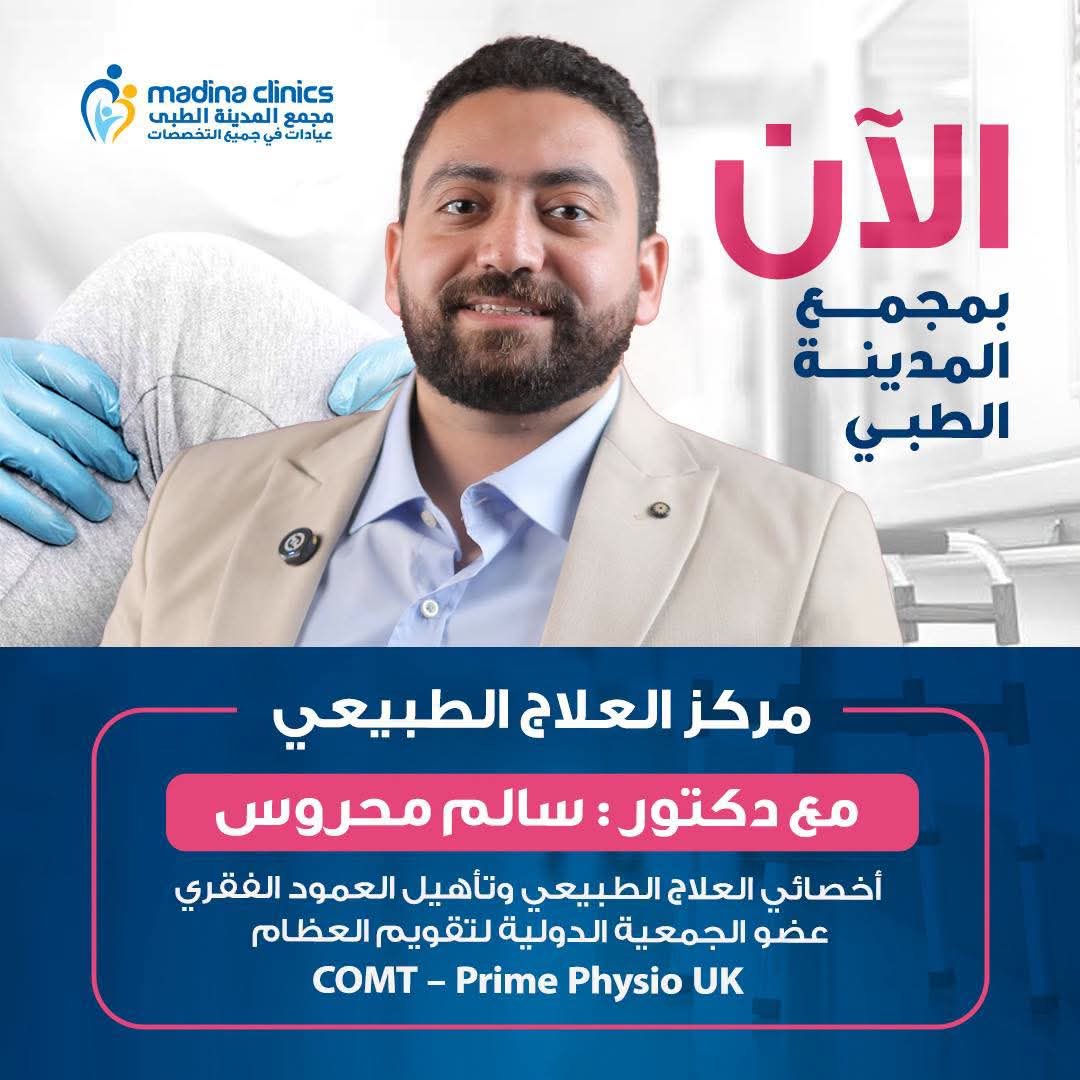 madina clinics
مجمع المدينة الطبى
عيادات في جميع التخصصات
الآن
بمجمع
المدينة
الطبي
مركز العلاج الطبيعي
مع دكتور : سالم محروس
أخصائي العلاج الطبيعي وتأهيل العمود الفقري
عضو الجمعية الدولية لتقويم العظام
COMT – Prime Physio UK